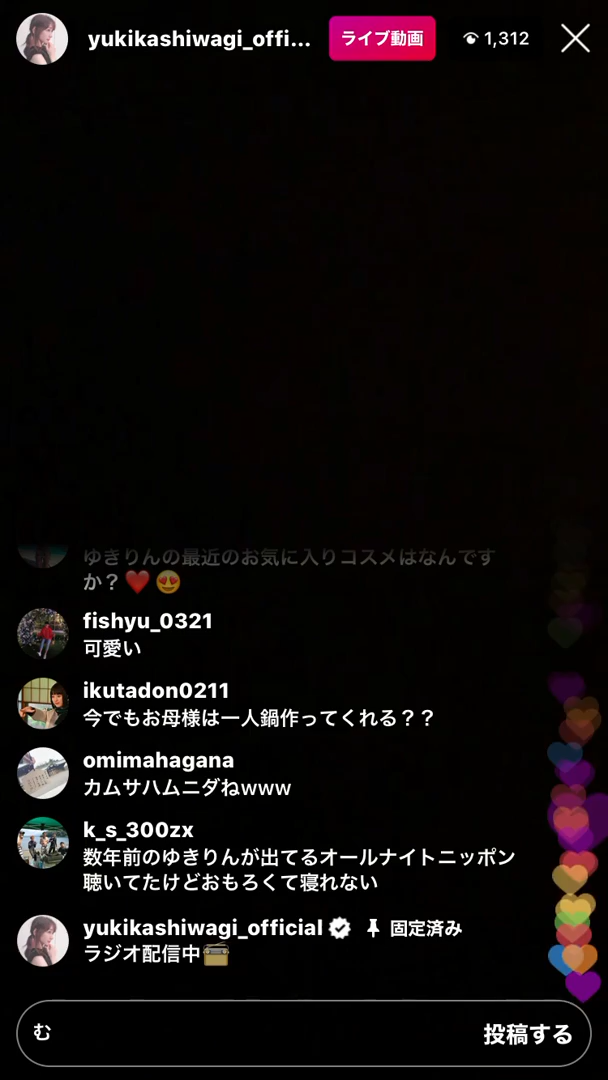 yukikashiwagi_offi...
ライブ動画
1,312
ゆきりんの最近のお気に入りコスメはなんです
か？❤️😍
fishyu_0321
可愛い
ikutadon0211
今でもお母様は一人鍋作ってくれる？？
omimahagana
カムサハムニダねwww
k_s_300zx
数年前のゆきりんが出てるオールナイトニッポン
聴いてたけどおもろくて寝れない
yukikashiwagi_official 固定済み
ラジオ配信中📻
む
投稿する